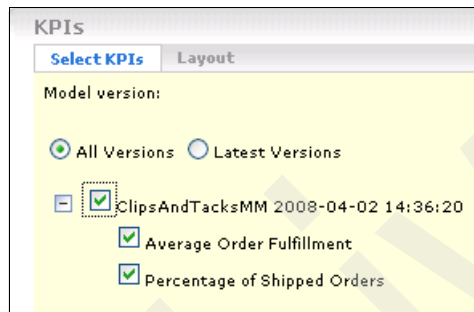 KPIs
Select KPIs Layout
Model version:
All Versions Latest Versions
ClipsAndTacksMM 2008-04-02 14:36:20
Average Order Fulfillment
Percentage of Shipped Orders